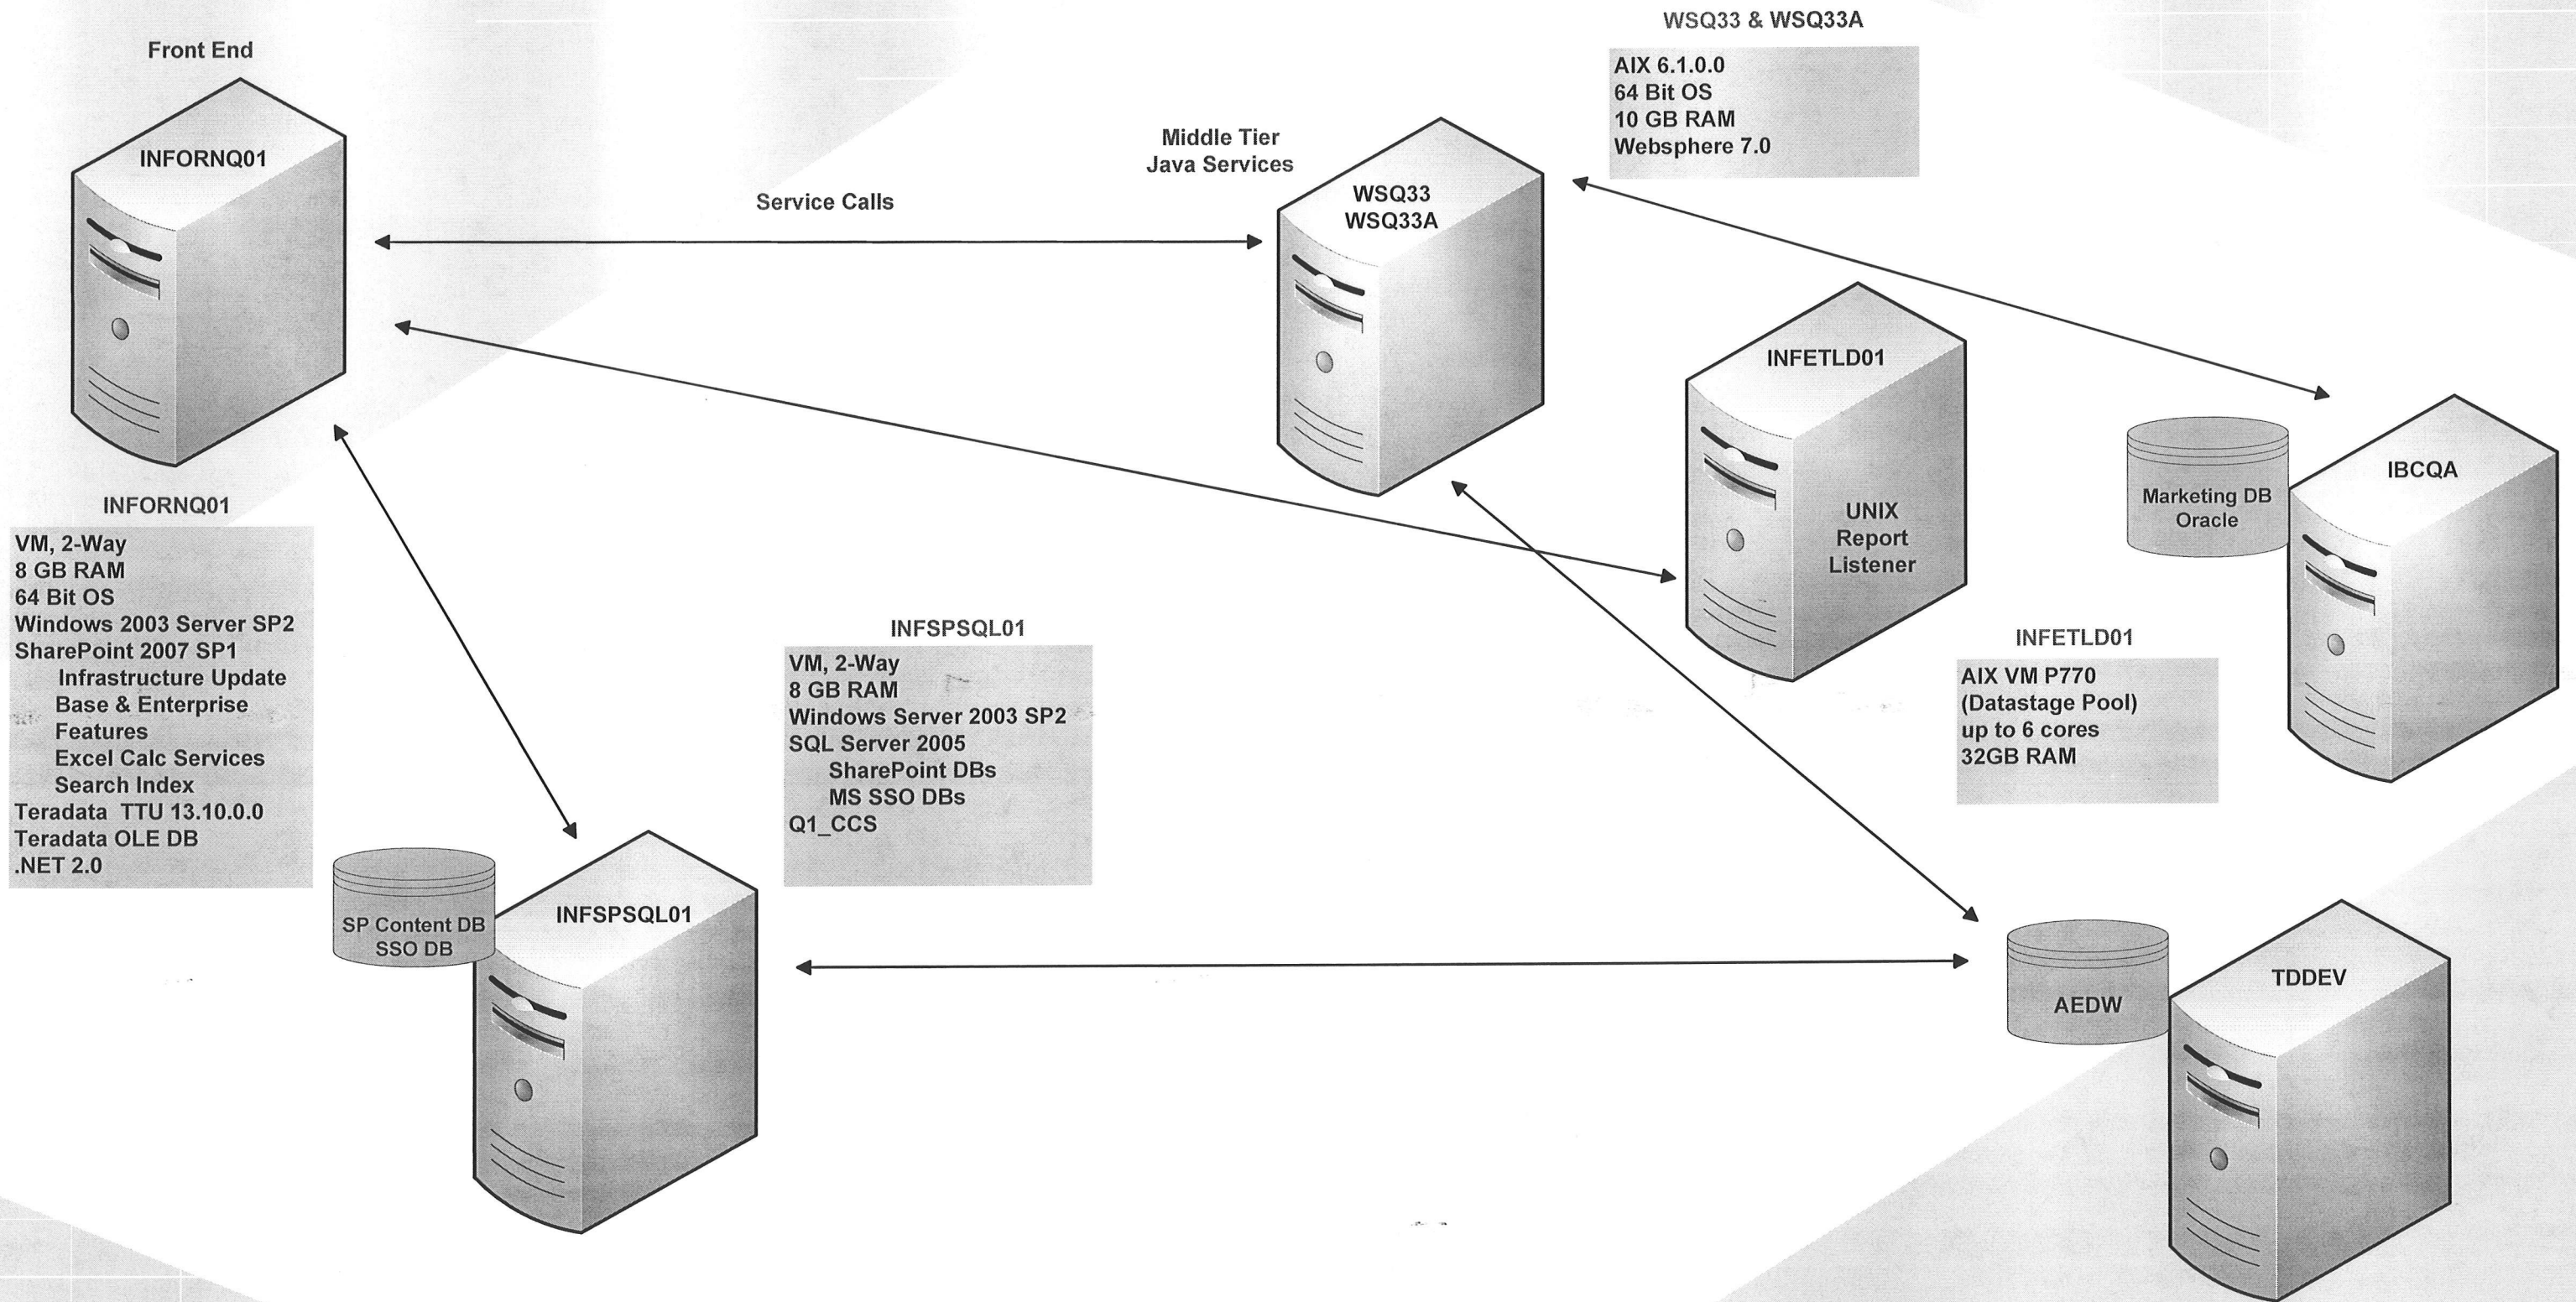 Front End
INFORNQ01
Service Calls
Middle Tier
Java Services
WSQ33
WSQ33A
WSQ33 & WSQ33A
AIX 6.1.0.0
64 Bit OS
10 GB RAM
Websphere 7.0
INFETLD01
UNIX
Report
Listener
Marketing DB
Oracle
IBCQA
INFORNQ01
VM, 2-Way
8 GB RAM
64 Bit OS
Windows 2003 Server SP2
SharePoint 2007 SP1
Infrastructure Update
Base & Enterprise
Features
Excel Calc Services
Search Index
Teradata TTU 13.10.0.0
Teradata OLE DB
.NET 2.0
INFSPSQL01
VM, 2-Way
8 GB RAM
Windows Server 2003 SP2
SQL Server 2005
SharePoint DBs
MS SSO DBs
Q1_CCS
INFETLD01
AIX VM P770
(Datastage Pool)
up to 6 cores
32GB RAM
SP Content DB
SSO DB
INFSPSQL01
AEDW
TDDEV